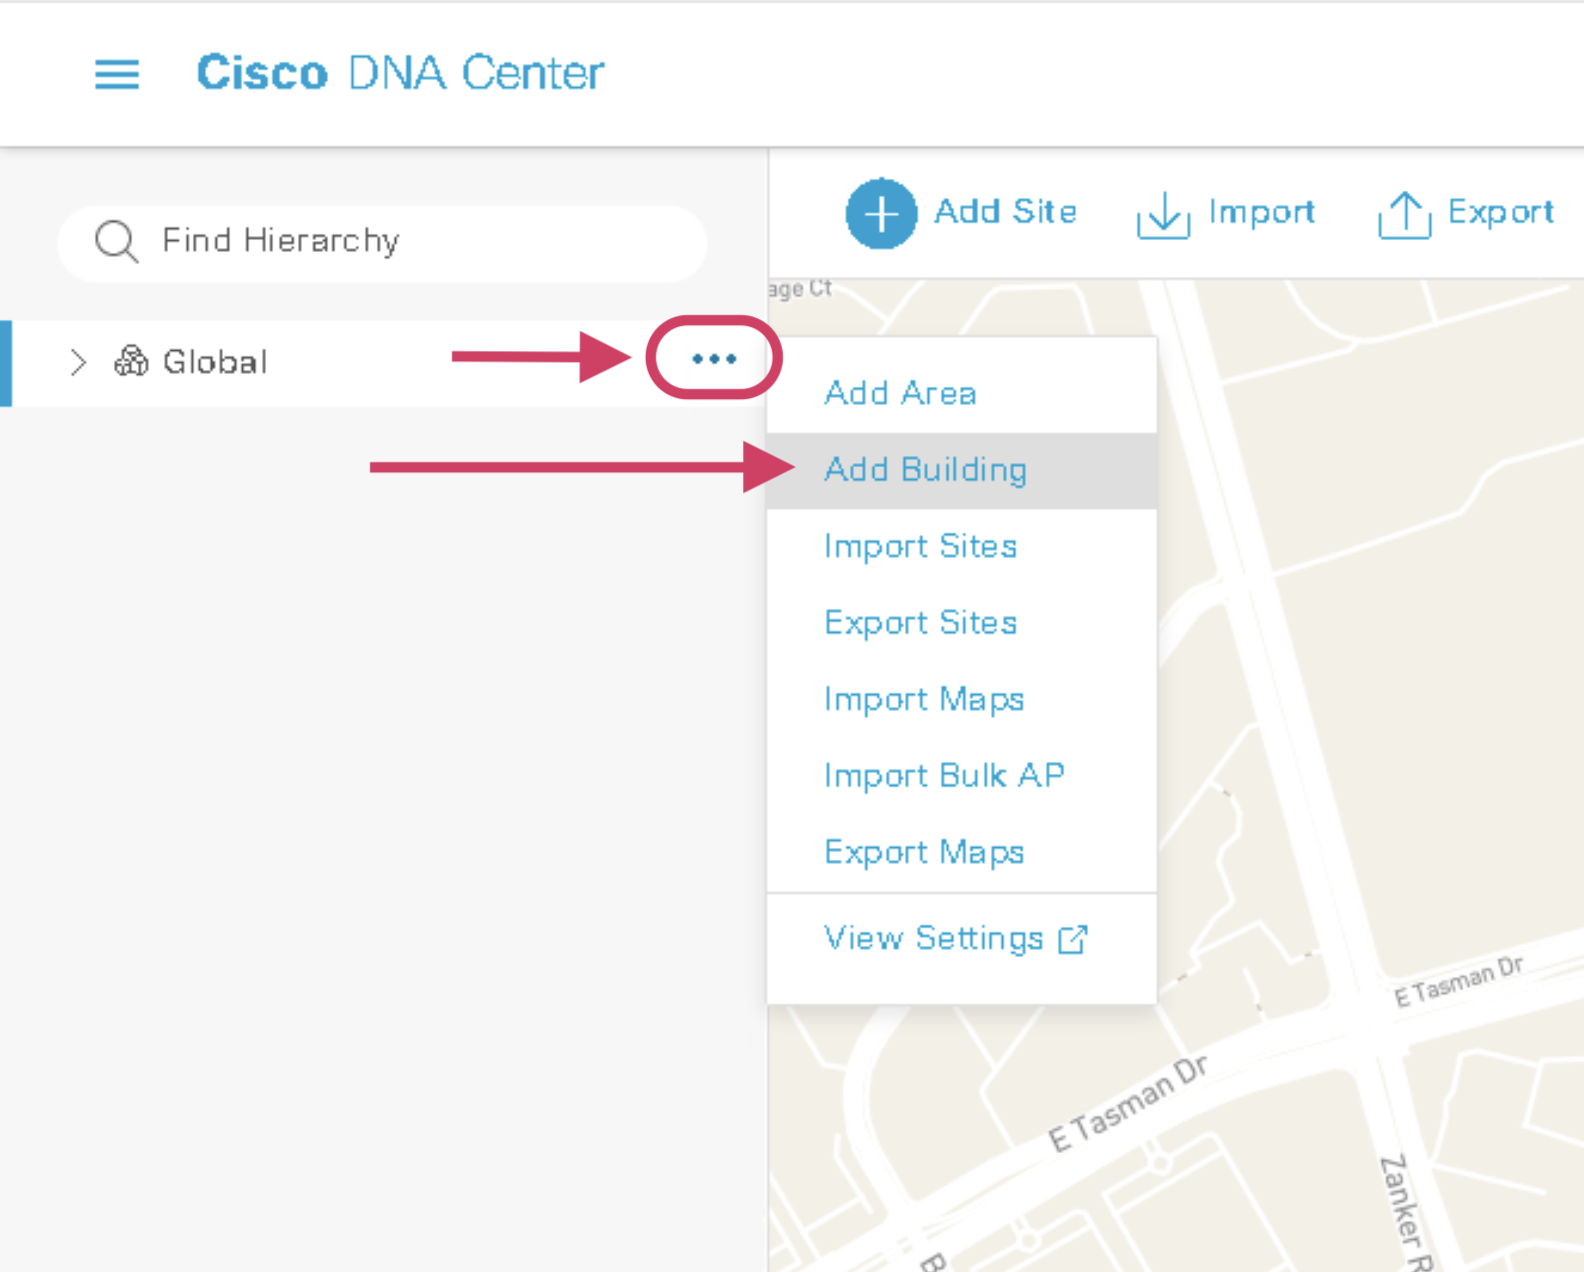 Cisco DNA Center
Find Hierarchy
Add Site
Import
Export
Global
age Ct
Add Area
Add Building
Import Sites
Export Sites
Import Maps
Import Bulk AP
Export Maps
View Settings
E Tasman Dr
E Tasman Dr
Zanker R
B